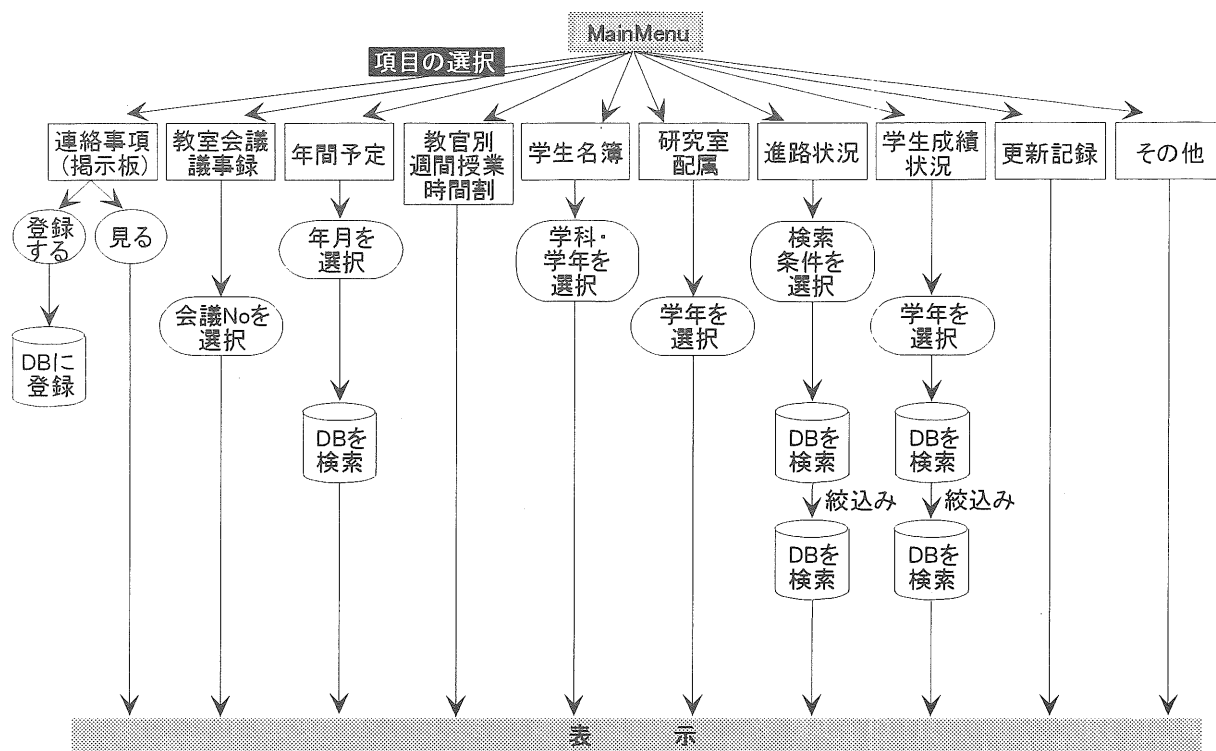 MainMenu
項目の選択
連絡事項
(掲示板)
教室会議
議事録
年間予定
教官別
週間授業
時間割
学生名簿
研究室
配属
進路状況
学生成績
状況
更新記録
その他
登録
する
見る
年月を
選択
学科・
学年を
選択
検索
条件を
選択
会議Noを
選択
学年を
選択
学年を
選択
DBに
登録
DBを
検索
DBを
検索
DBを
検索
絞込み
絞込み
DBを
検索
DBを
検索
表 示